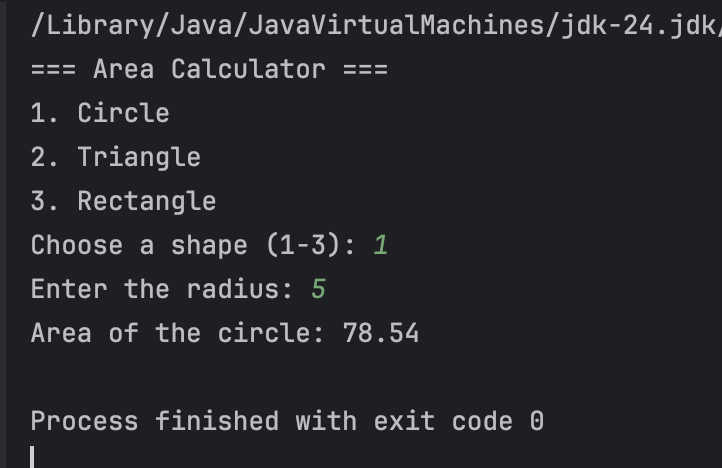 /Library/Java/JavaVirtualMachines/jdk-24.jdk/
=== Area Calculator ===
1. Circle
2. Triangle
3. Rectangle
Choose a shape (1-3): 1
Enter the radius: 5
Area of the circle: 78.54
Process finished with exit code 0